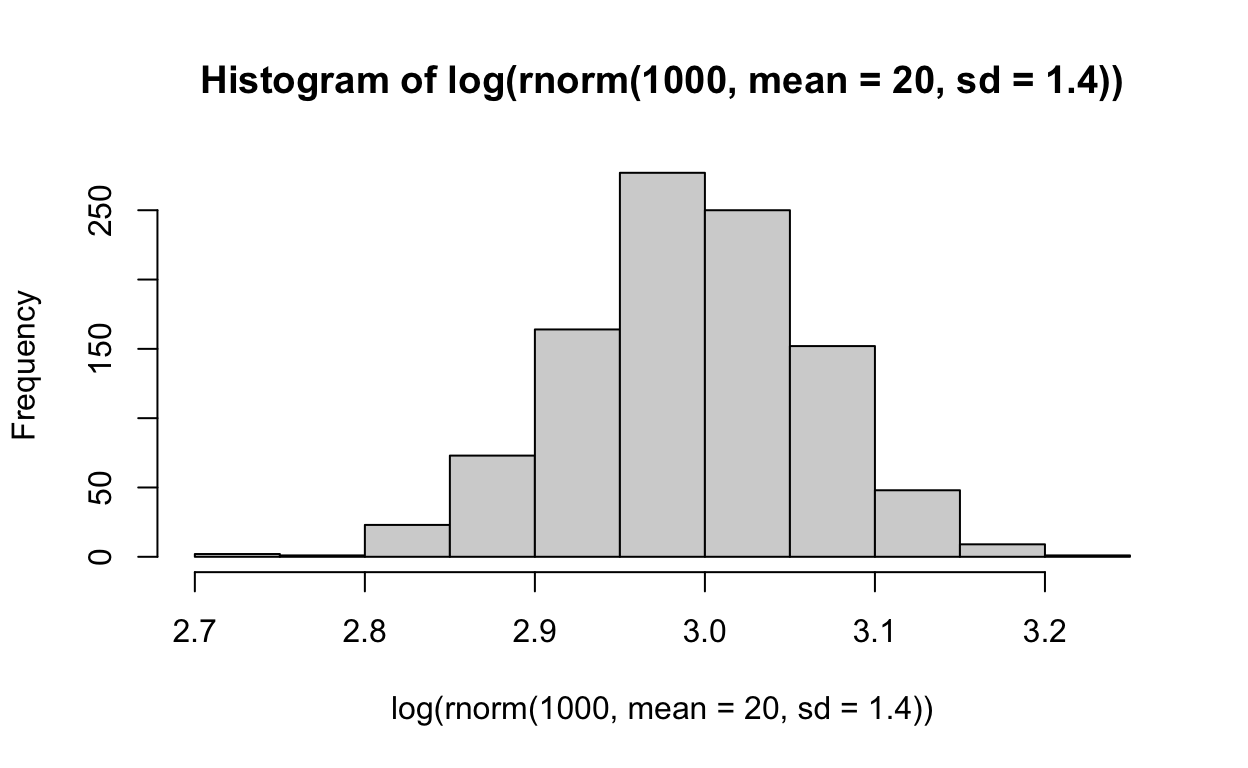 Histogram of log(rnorm(1000, mean = 20, sd = 1.4))
Frequency
250
150
50
0
2.7 2.8 2.9 3.0 3.1 3.2
log(rnorm(1000, mean = 20, sd = 1.4))